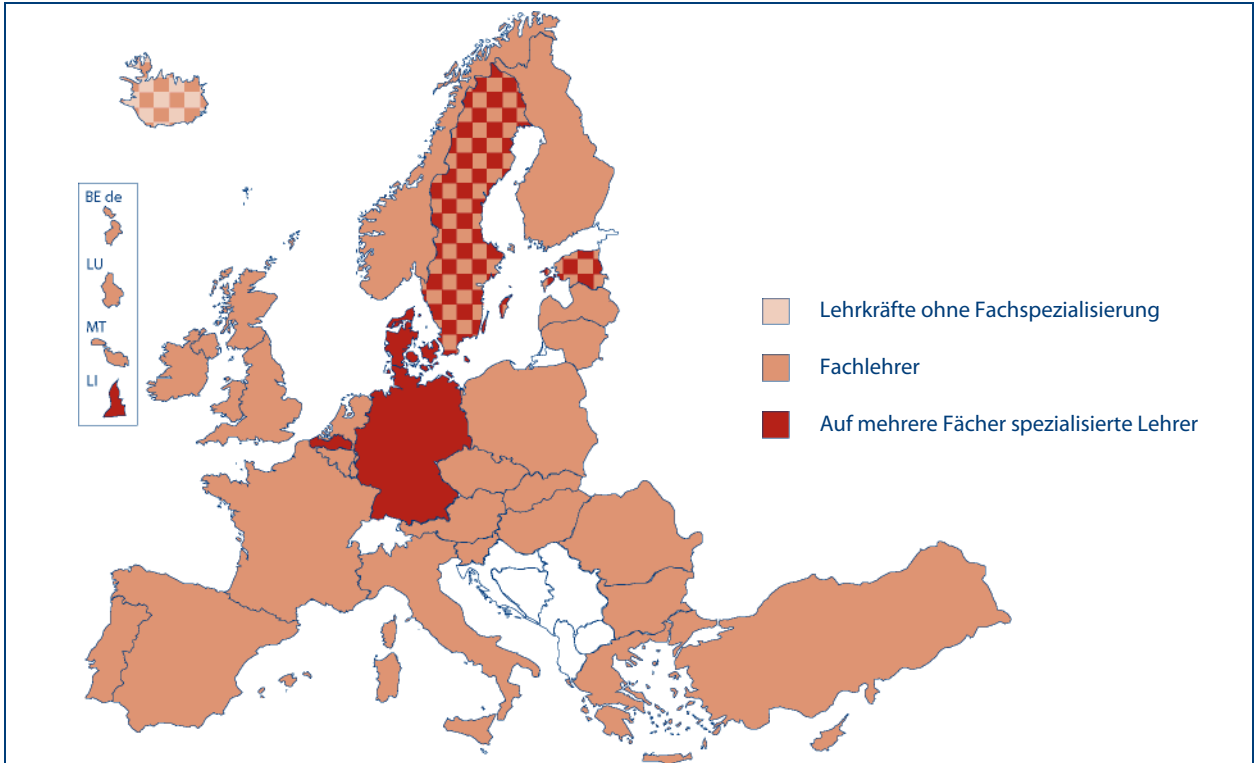 BE de
LU
MT
LI
Lehrkräfte ohne Fachspezialisierung
Fachlehrer
Auf mehrere Fächer spezialisierte Lehrer